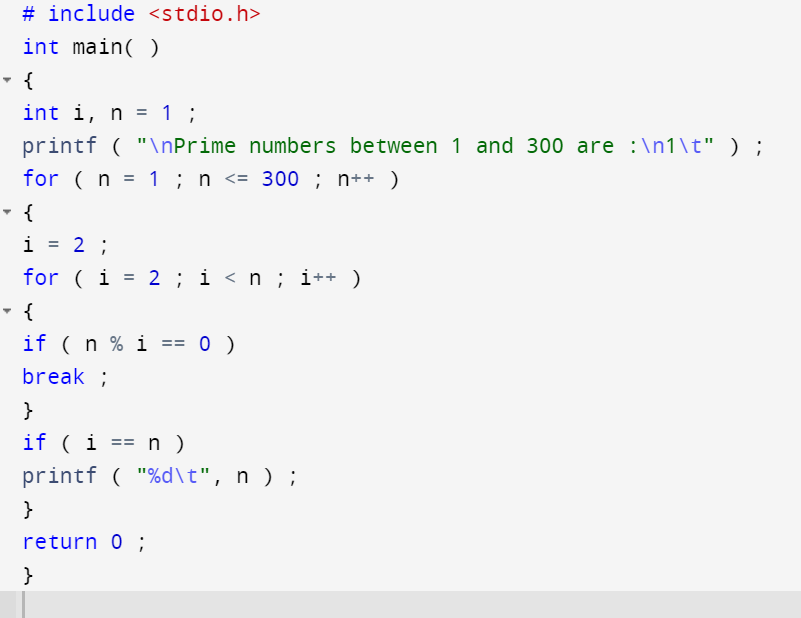 # include <stdio.h>
int main( )
{
int i, n = 1 ;
printf ( "\nPrime numbers between 1 and 300 are :\n1\t" ) ;
for ( n = 1 ; n <= 300 ; n++ )
{
i = 2 ;
for ( i = 2 ; i < n ; i++ )
{
if ( n % i == 0 )
break ;
}
if ( i == n )
printf ( "%d\t", n ) ;
}
return 0 ;
}